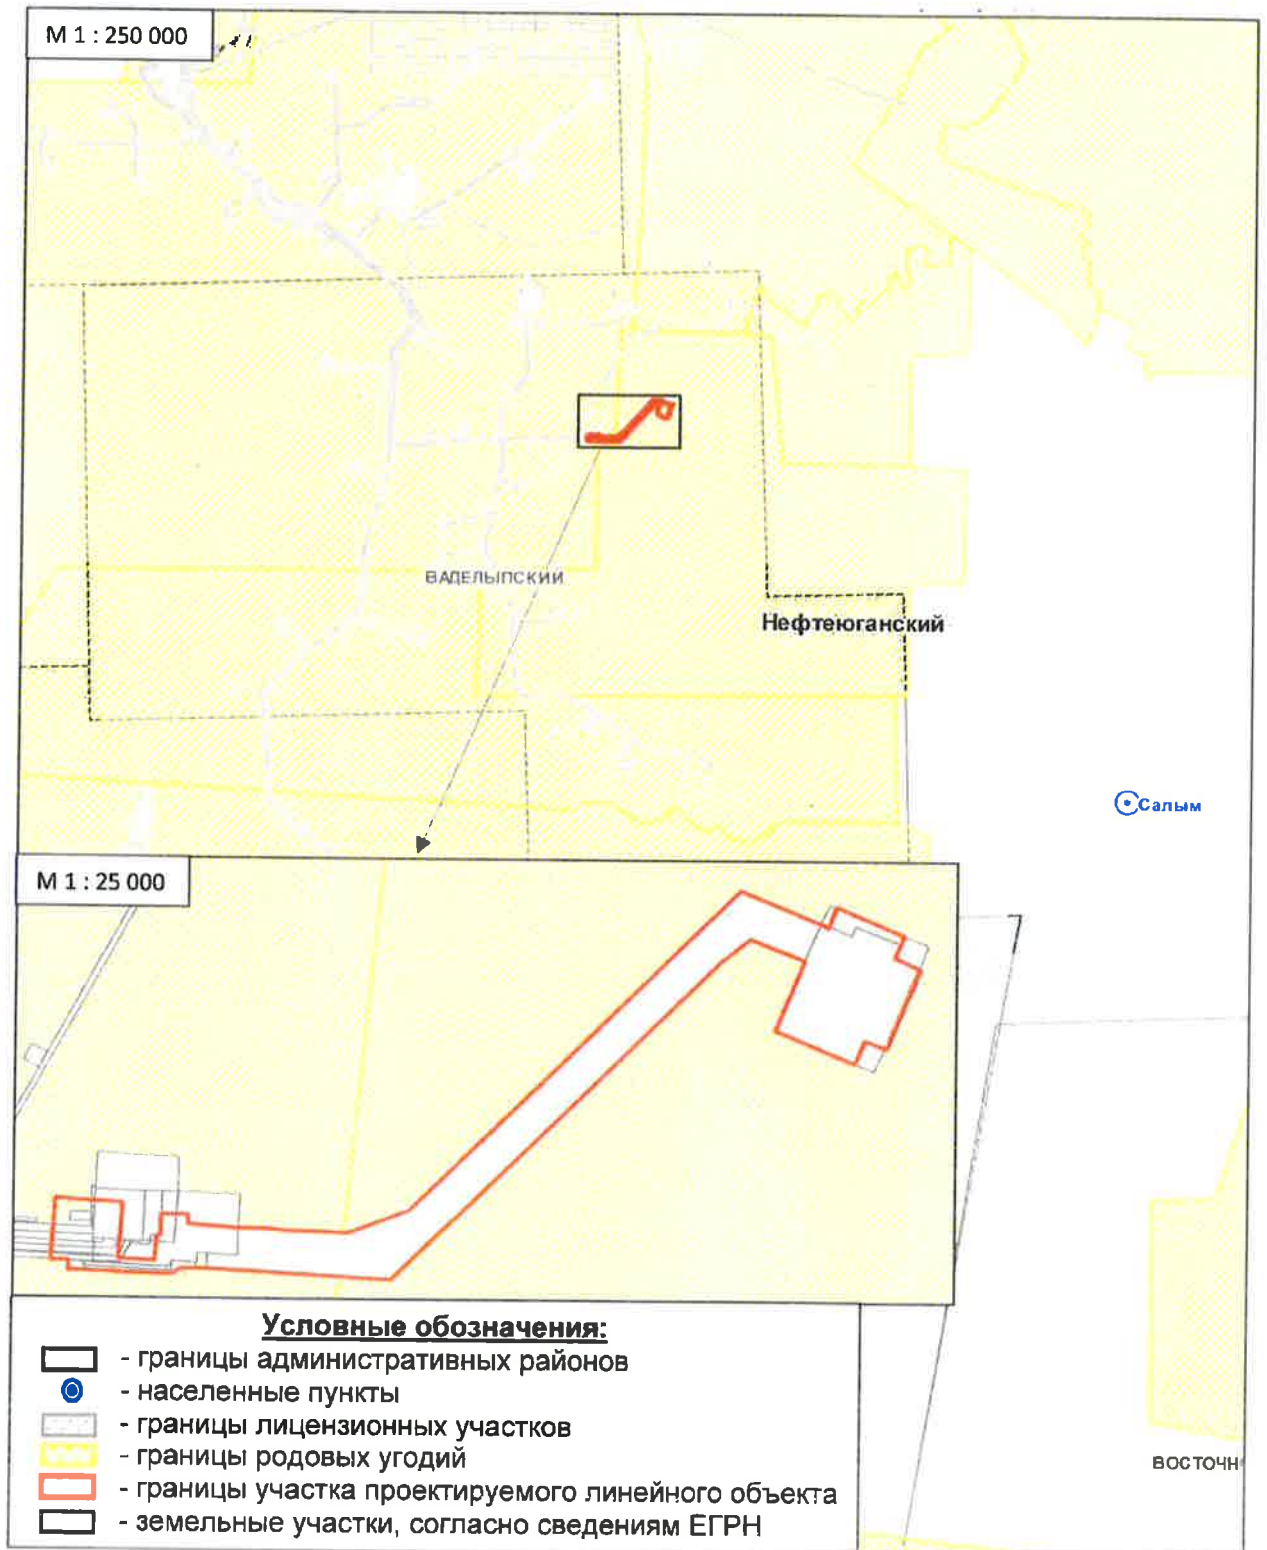 М 1 : 250 000
ВАДЕЛЫПСКИЙ
Нефтеюганский
Салым
М 1 : 25 000
Условные обозначения:
- границы административных районов
- населенные пункты
- границы лицензионных участков
- границы родовых угодий
- границы участка проектируемого линейного объекта
- земельные участки, согласно сведениям ЕГРН
ВОСТОЧН